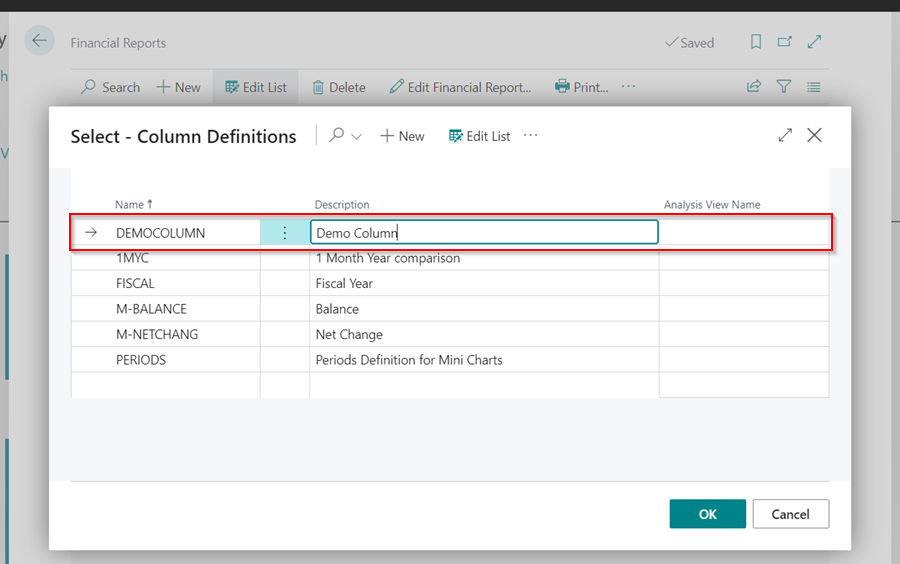 y
Financial Reports
Saved
h
Search
New
Edit List
Delete
Edit Financial Report...
Print...
Select - Column Definitions
New
Edit List
V
Name ↑
Description
Analysis View Name
DEMOCOLUMN
Demo Column
1MYC
1 Month Year comparison
FISCAL
Fiscal Year
M-BALANCE
Balance
M-NETCHANG
Net Change
PERIODS
Periods Definition for Mini Charts
OK
Cancel